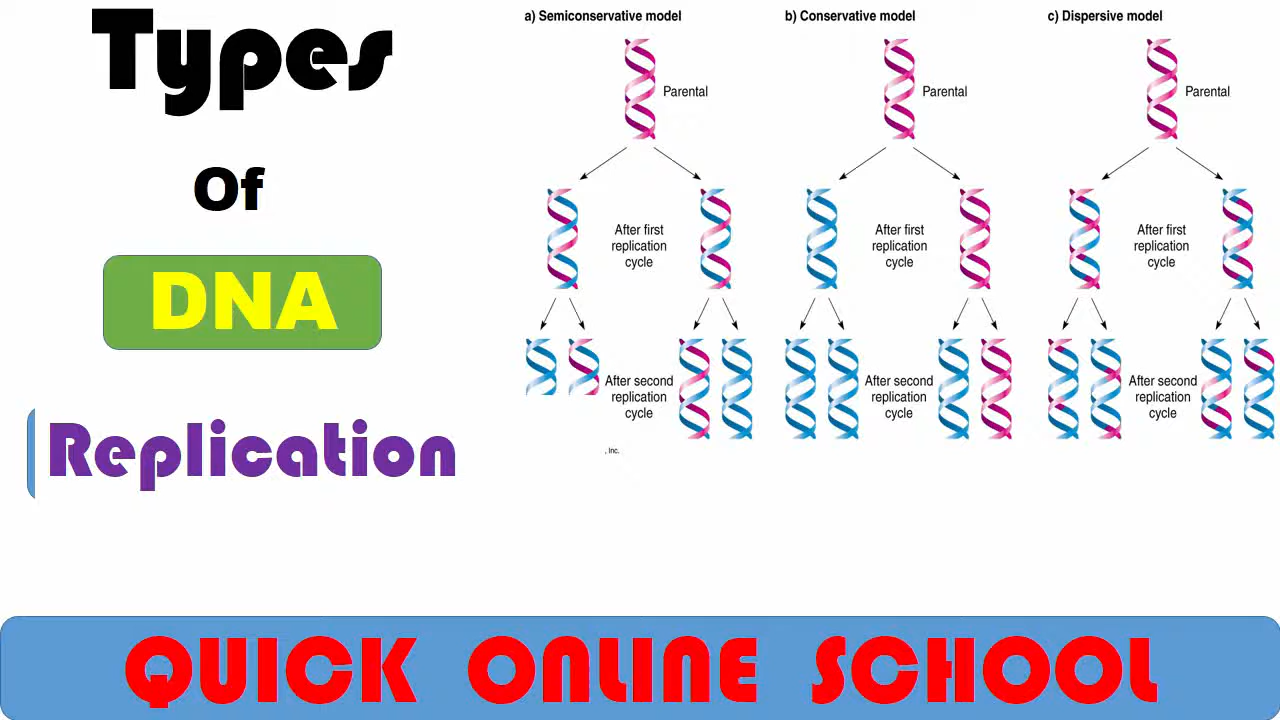 Types
Of
DNA
Replication
a) Semiconservative model
Parental
After first
replication
cycle
After second
replication
cycle
, Inc.
b) Conservative model
Parental
After first
replication
cycle
After second
replication
cycle
c) Dispersive model
Parental
After first
replication
cycle
After second
replication
cycle
QUICK ONLINE SCHOOL